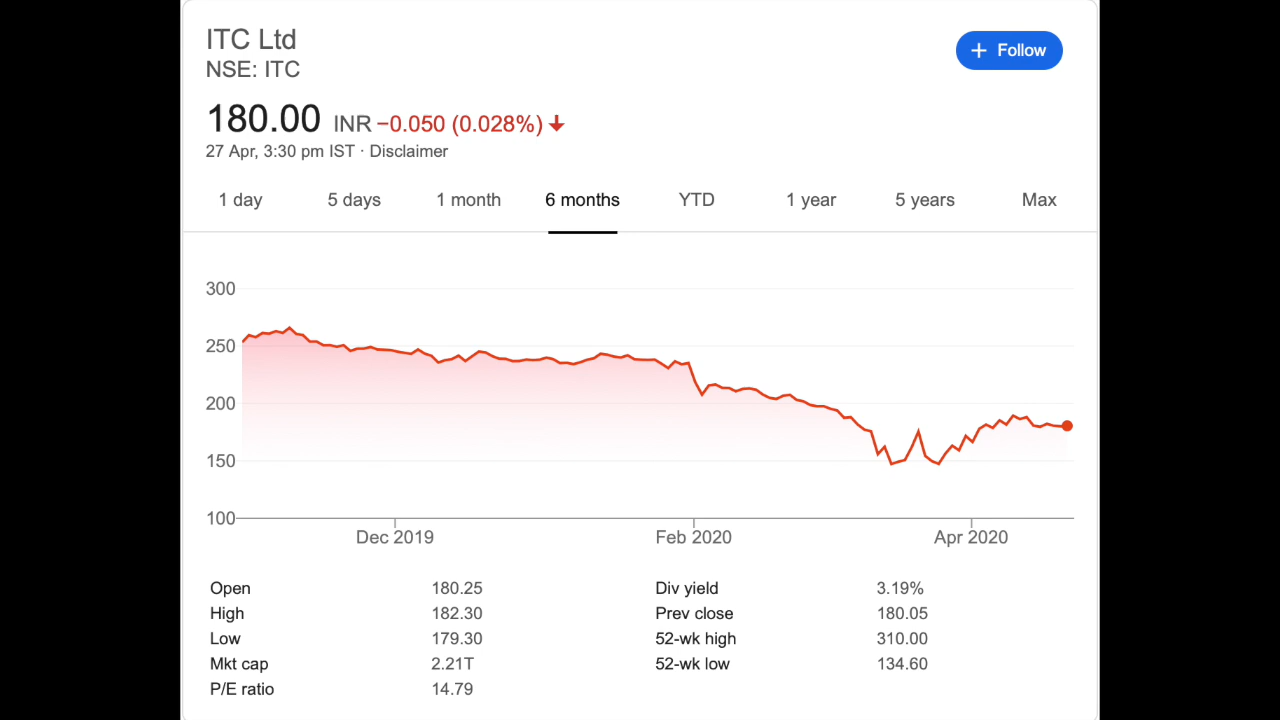 ITC Ltd
NSE: ITC
+ Follow
180.00 INR −0.050 (0.028%) ↓
27 Apr, 3:30 pm IST · Disclaimer
1 day 5 days 1 month 6 months YTD 1 year 5 years Max
300
250
200
150
100
Dec 2019 Feb 2020 Apr 2020
Open 180.25 Div yield 3.19%
High 182.30 Prev close 180.05
Low 179.30 52-wk high 310.00
Mkt cap 2.21T 52-wk low 134.60
P/E ratio 14.79